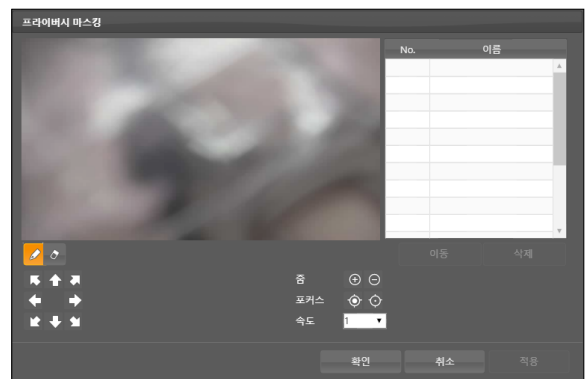 프라이버시 마스킹
No. 이름
이동 삭제
줌
포커스
속도 1
확인 취소 적용